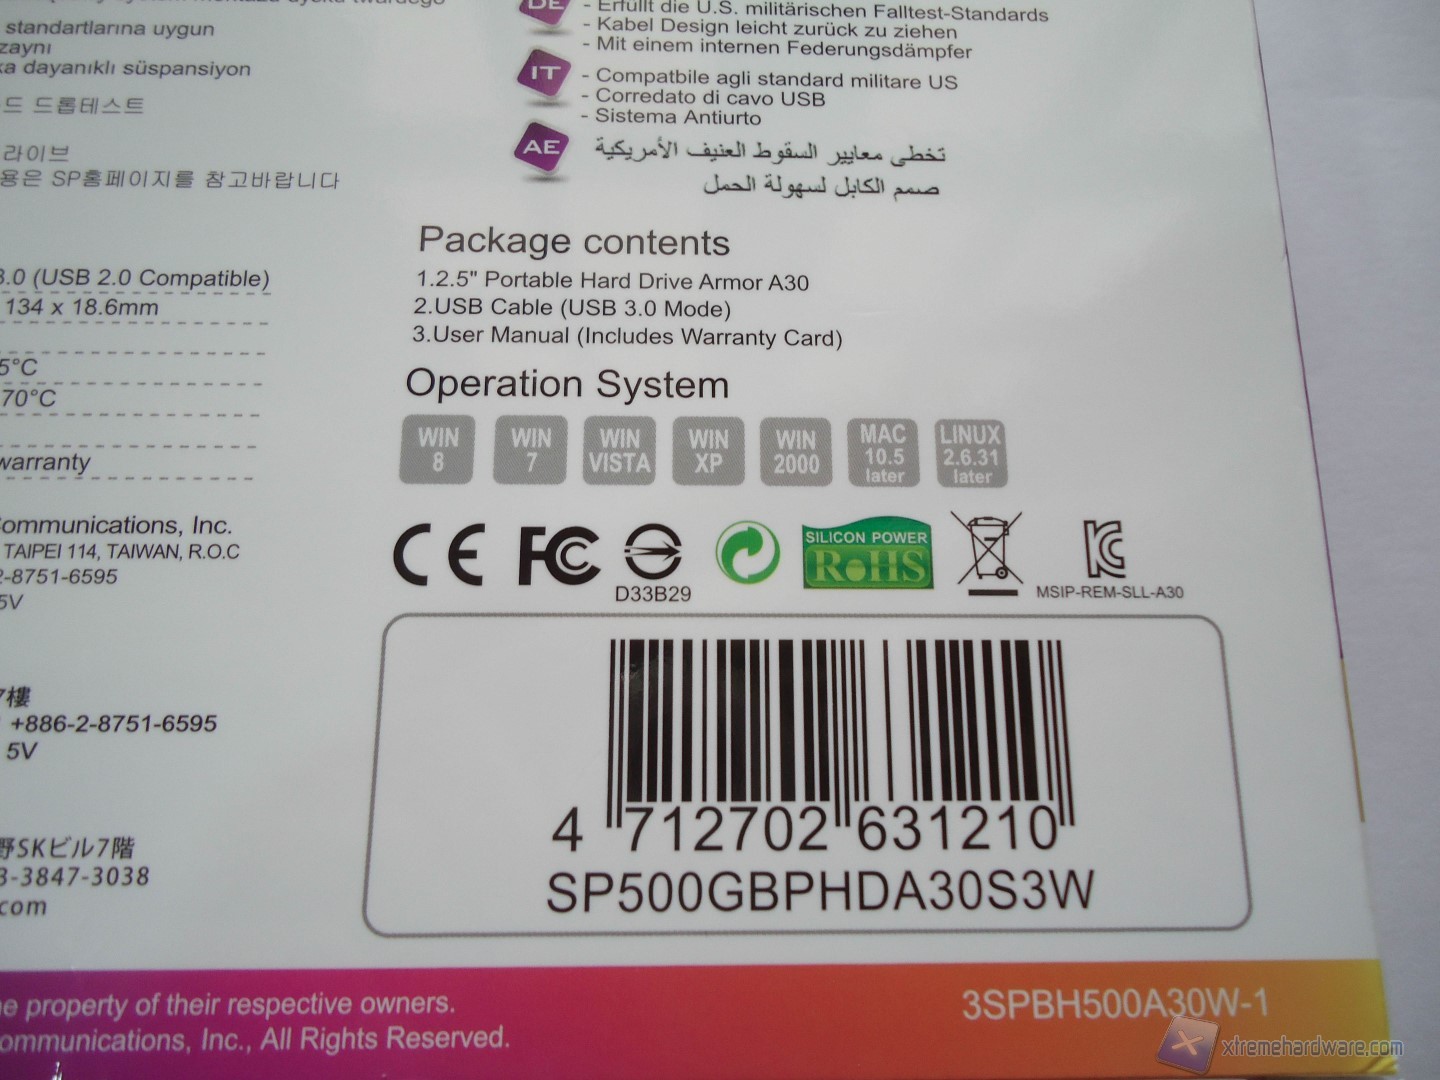 standartlarına uygun
dayanıklı süspansiyon
드롭테스트
라이브
SP홈페이지를 참고바랍니다
3.0 (USB 2.0 Compatible)
134 x 18.6mm
5°C
70°C
warranty
Communications, Inc.
TAIPEI 114, TAIWAN, R.O.C
2-8751-6595
5V
7樓
+886-2-8751-6595
5V
野SKビル7階
3-3847-3038
.com
DE
- Erfüllt die U.S. militärischen Falltest-Standards
- Kabel Design leicht zurück zu ziehen
- Mit einem internen Federungsdämpfer
IT
- Compatbile agli standard militare US
- Corredato di cavo USB
- Sistema Antiurto
AE
تخطى معايير السقوط العنيف الأمريكية
صمم الكابل لسهولة الحمل
Package contents
1.2.5" Portable Hard Drive Armor A30
2.USB Cable (USB 3.0 Mode)
3.User Manual (Includes Warranty Card)
Operation System
WIN 8
WIN 7
WIN VISTA
WIN XP
WIN 2000
MAC 10.5 later
LINUX 2.6.31 later
CE
FC
D33B29
SILICON POWER
RoHS
MSIP-REM-SLL-A30
4 712702 631210
SP500GBPHDA30S3W
the property of their respective owners.
Communications, Inc., All Rights Reserved.
3SPBH500A30W-1
xtremehardware.com